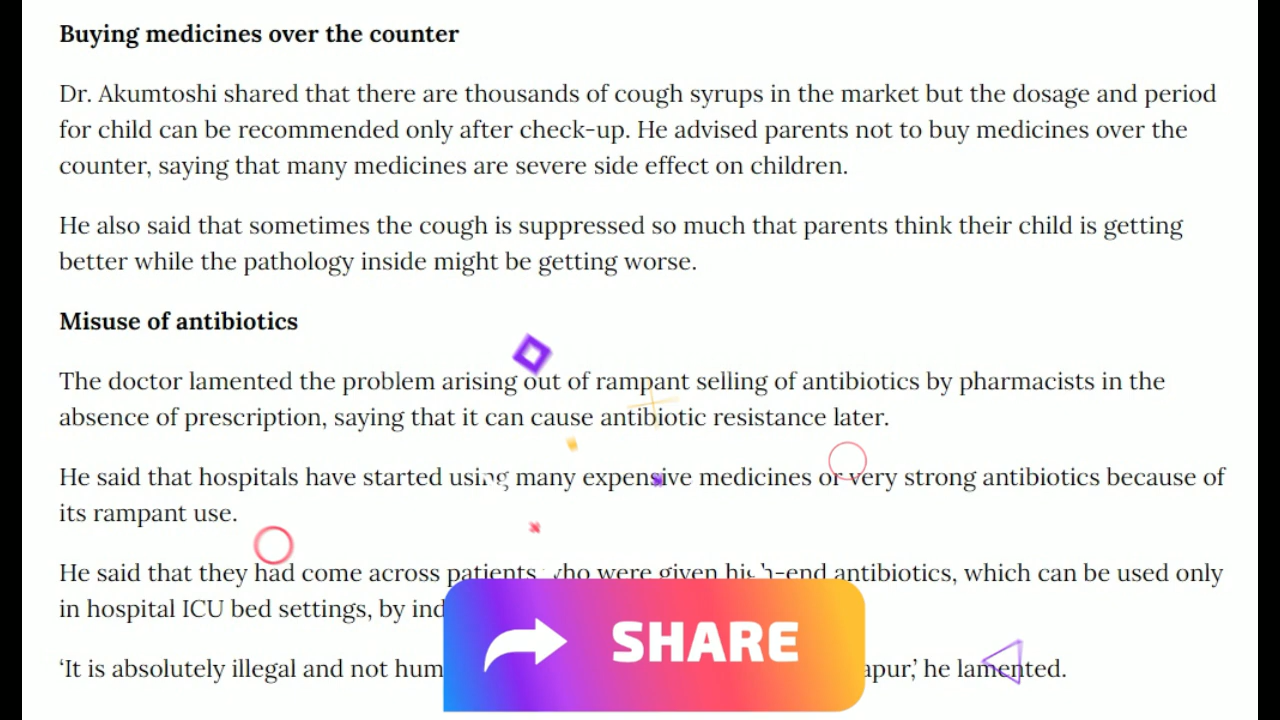 Buying medicines over the counter
Dr. Akumtoshi shared that there are thousands of cough syrups in the market but the dosage and period
for child can be recommended only after check-up. He advised parents not to buy medicines over the
counter, saying that many medicines are severe side effect on children.
He also said that sometimes the cough is suppressed so much that parents think their child is getting
better while the pathology inside might be getting worse.
Misuse of antibiotics
The doctor lamented the problem arising out of rampant selling of antibiotics by pharmacists in the
absence of prescription, saying that it can cause antibiotic resistance later.
He said that hospitals have started using many expensive medicines or very strong antibiotics because of
its rampant use.
He said that they had come across patients who were given high-end antibiotics, which can be used only
in hospital ICU bed settings, by
‘It is absolutely illegal and not he lamented.
SHARE